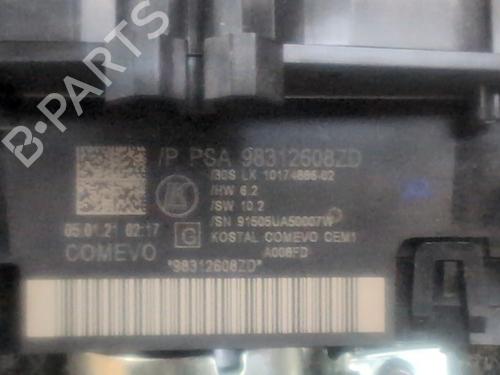 B-PARTS
/P PSA 98312608ZD
/30S LK 10174886-02
/HW 6.2
/SW 10.2
/SN 91505UA50007W
05.01.21 02:17
G
KOSTAL COMEVO OEM1
COMEVO
A008FD
*98312608ZD*